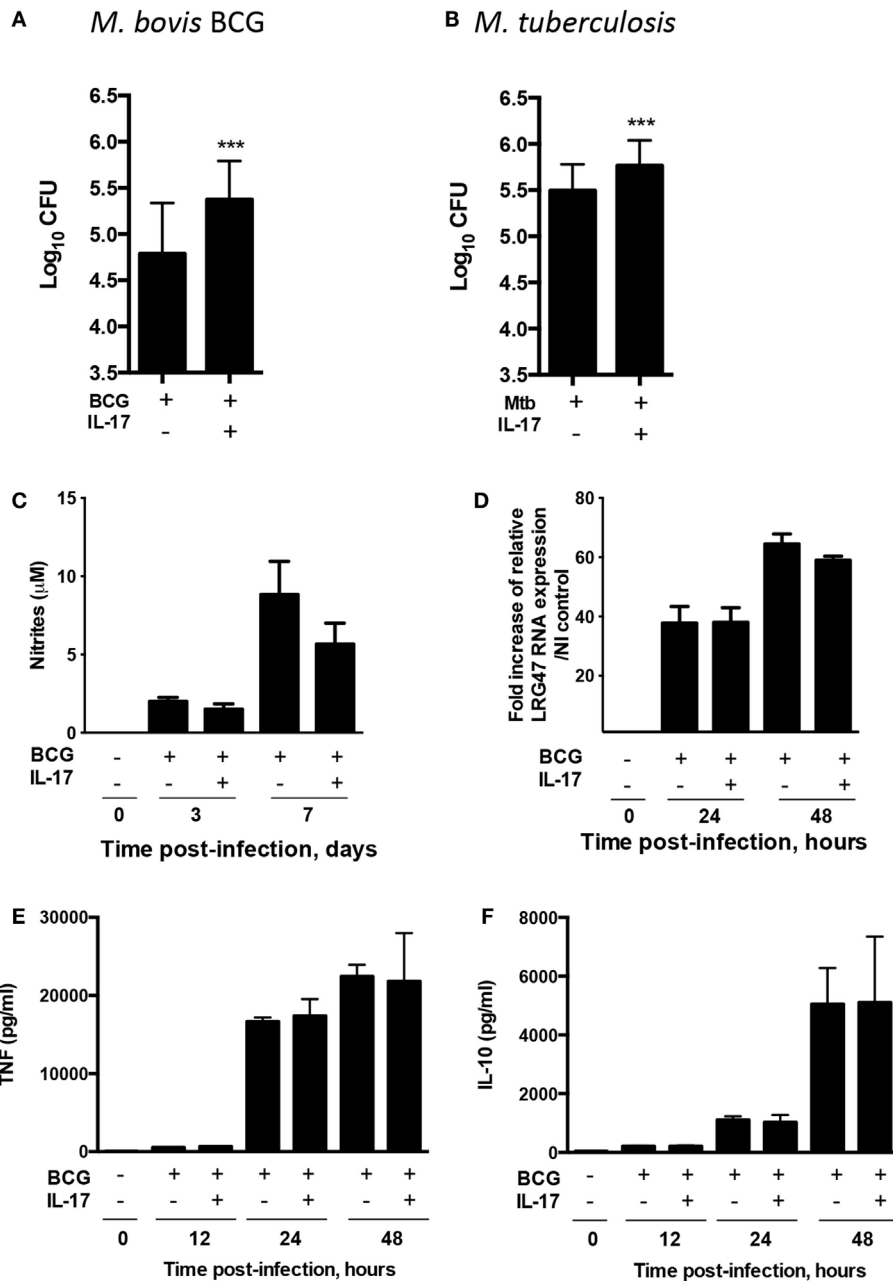 A M. bovis BCG
Log10 CFU
6.5
6.0
5.5
5.0
4.5
4.0
3.5
***
BCG + +
IL-17 - +
B M. tuberculosis
Log10 CFU
6.5
6.0
5.5
5.0
4.5
4.0
3.5
***
Mtb + +
IL-17 - +
C
Nitrites (μM)
15
10
5
0
BCG - + + + +
IL-17 - - + - +
0 3 7
Time post-infection, days
D
Fold increase of relative
LRG47 RNA expression
/NI control
80
60
40
20
BCG - + + + +
IL-17 - - + - +
0 24 48
Time post-infection, hours
E
TNF (pg/ml)
30000
20000
10000
0
BCG - + + + + + +
IL-17 - - + - + - +
0 12 24 48
Time post-infection, hours
F
IL-10 (pg/ml)
8000
6000
4000
2000
0
BCG - + + + + + +
IL-17 - - + - + - +
0 12 24 48
Time post-infection, hours